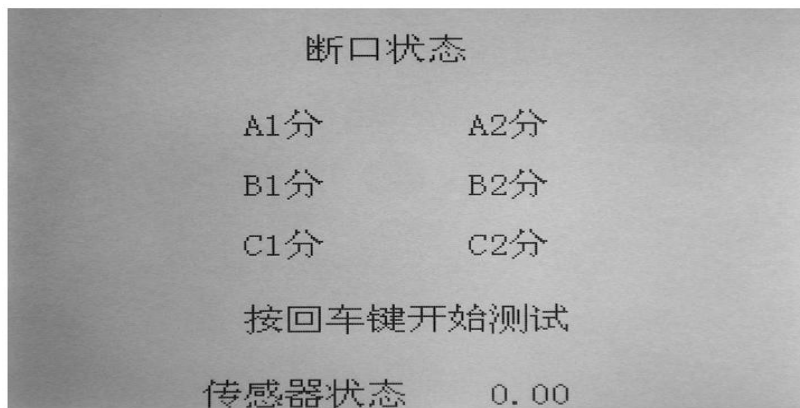 断口状态
A1分 A2分
B1分 B2分
C1分 C2分
按回车键开始测试
传感器状态 0.00